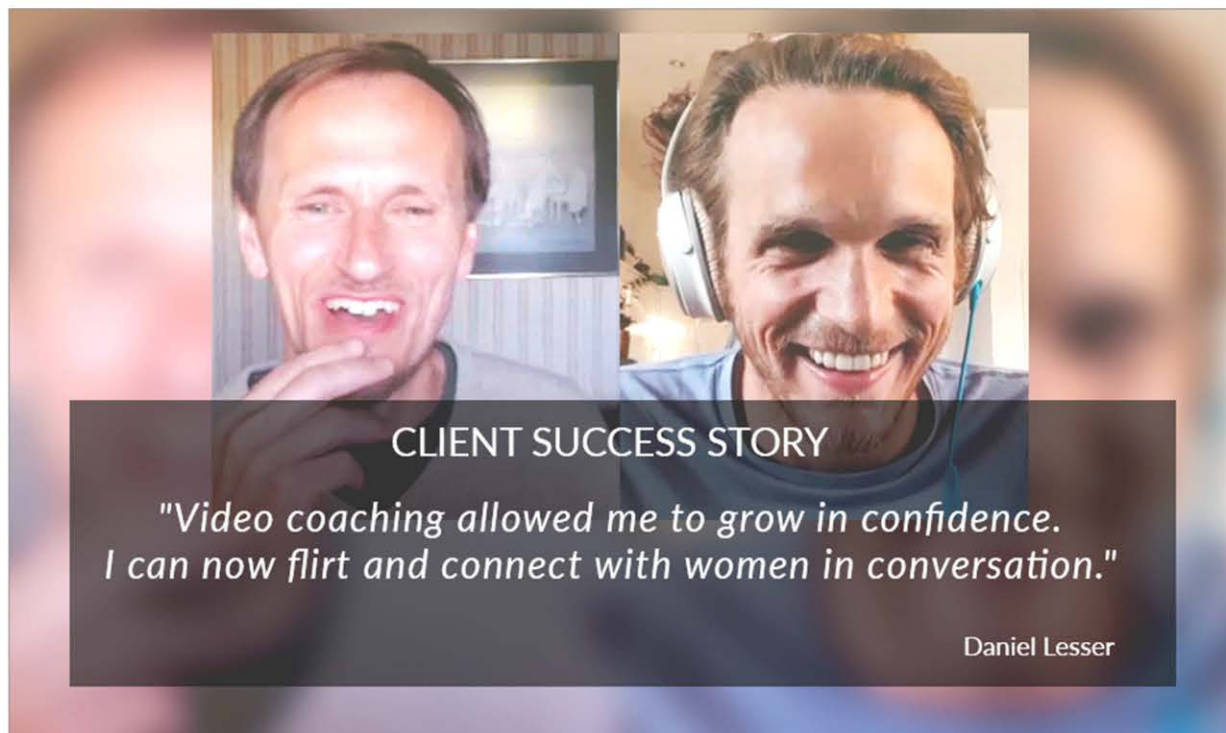 CLIENT SUCCESS STORY
"Video coaching allowed me to grow in confidence.
I can now flirt and connect with women in conversation."
Daniel Lesser